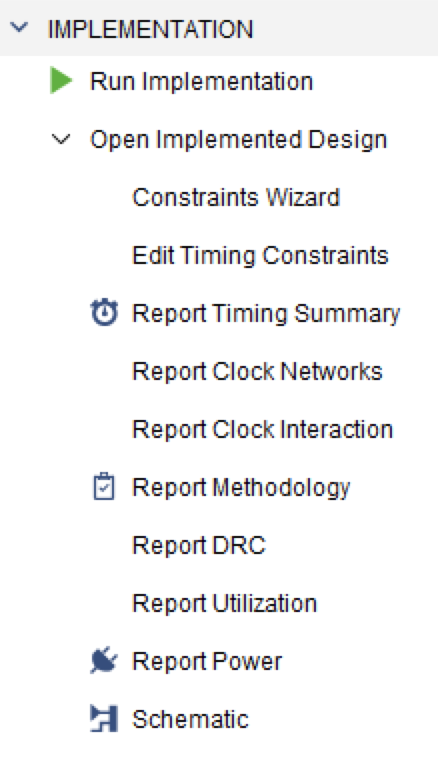 IMPLEMENTATION
Run Implementation
Open Implemented Design
Constraints Wizard
Edit Timing Constraints
Report Timing Summary
Report Clock Networks
Report Clock Interaction
Report Methodology
Report DRC
Report Utilization
Report Power
Schematic